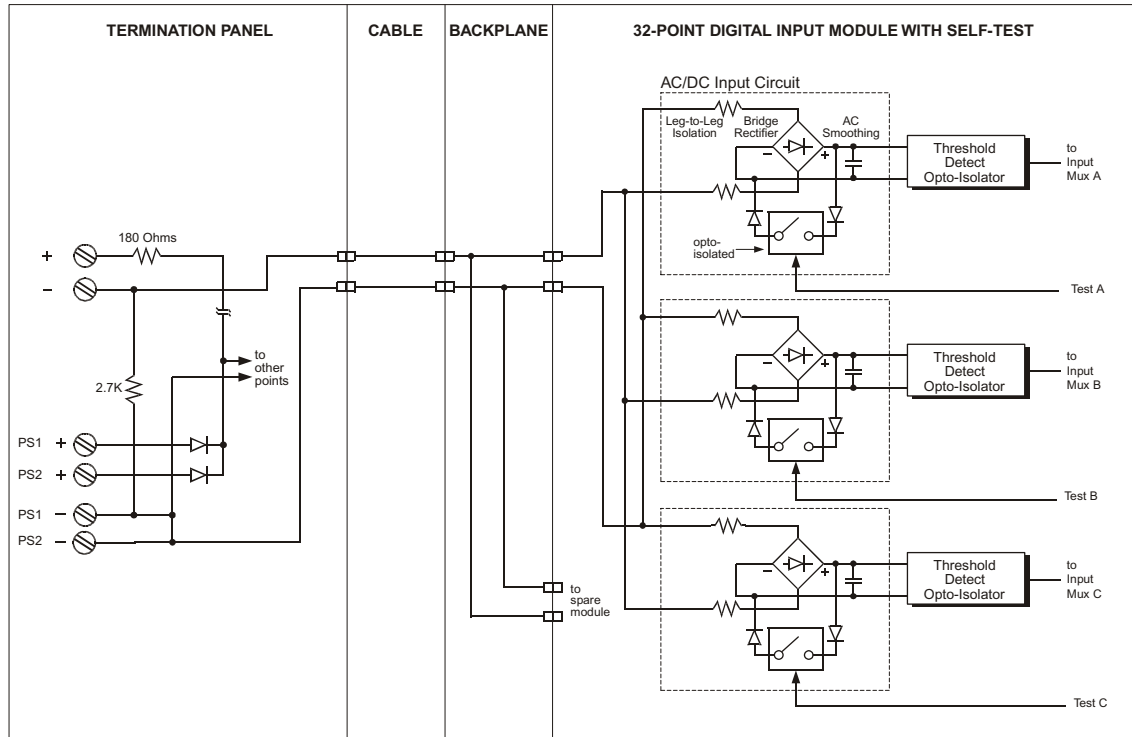 TERMINATION PANEL
CABLE
BACKPLANE
32-POINT DIGITAL INPUT MODULE WITH SELF-TEST
180 Ohms
+
−
2.7K
to
other
points
PS1 +
PS2 +
PS1 −
PS2 −
to
spare
module
AC/DC Input Circuit
Leg-to-Leg
Isolation
Bridge
Rectifier
AC
Smoothing
−
+
opto-
isolated
Threshold
Detect
Opto-Isolator
to
Input
Mux A
Test A
−
+
Threshold
Detect
Opto-Isolator
to
Input
Mux B
Test B
−
+
Threshold
Detect
Opto-Isolator
to
Input
Mux C
Test C